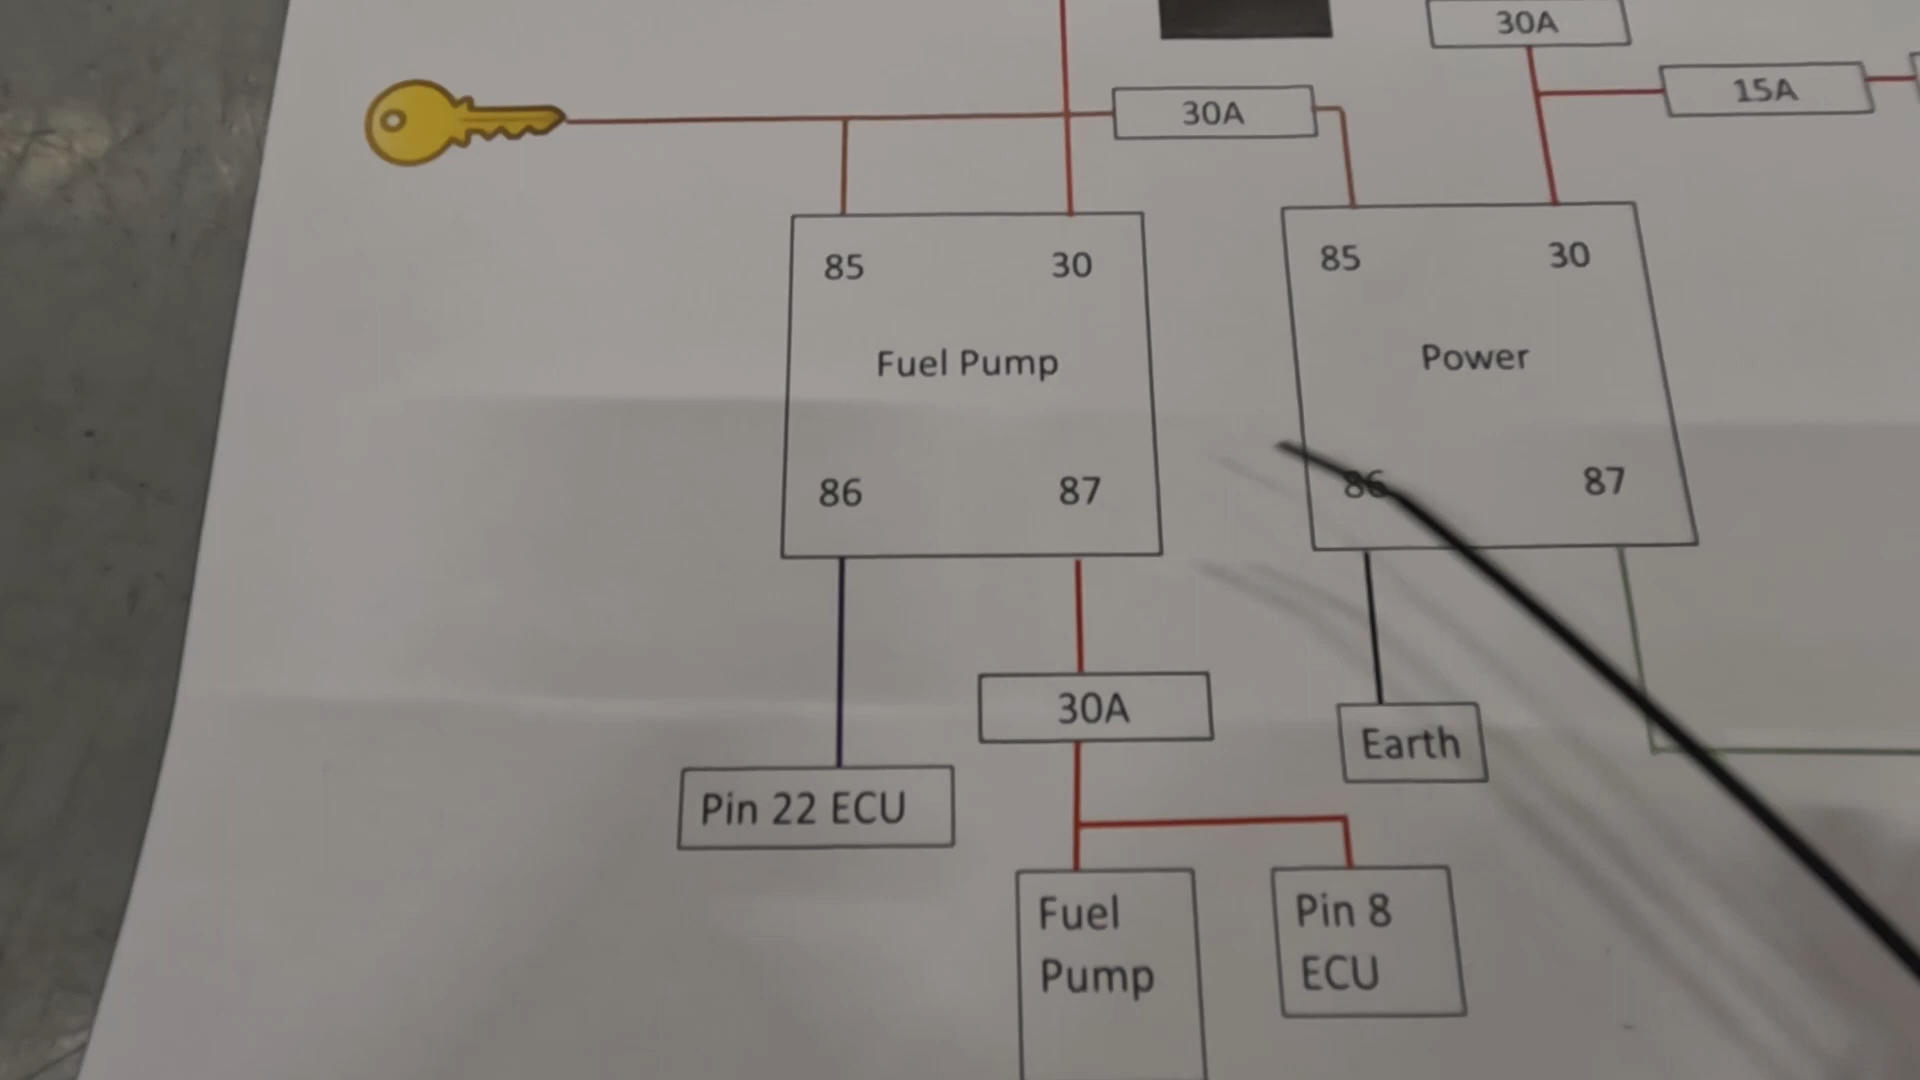 30A
15A
30A
85
30
85
30
Fuel Pump
Power
86
87
86
87
30A
Earth
Pin 22 ECU
Fuel
Pump
Pin 8
ECU